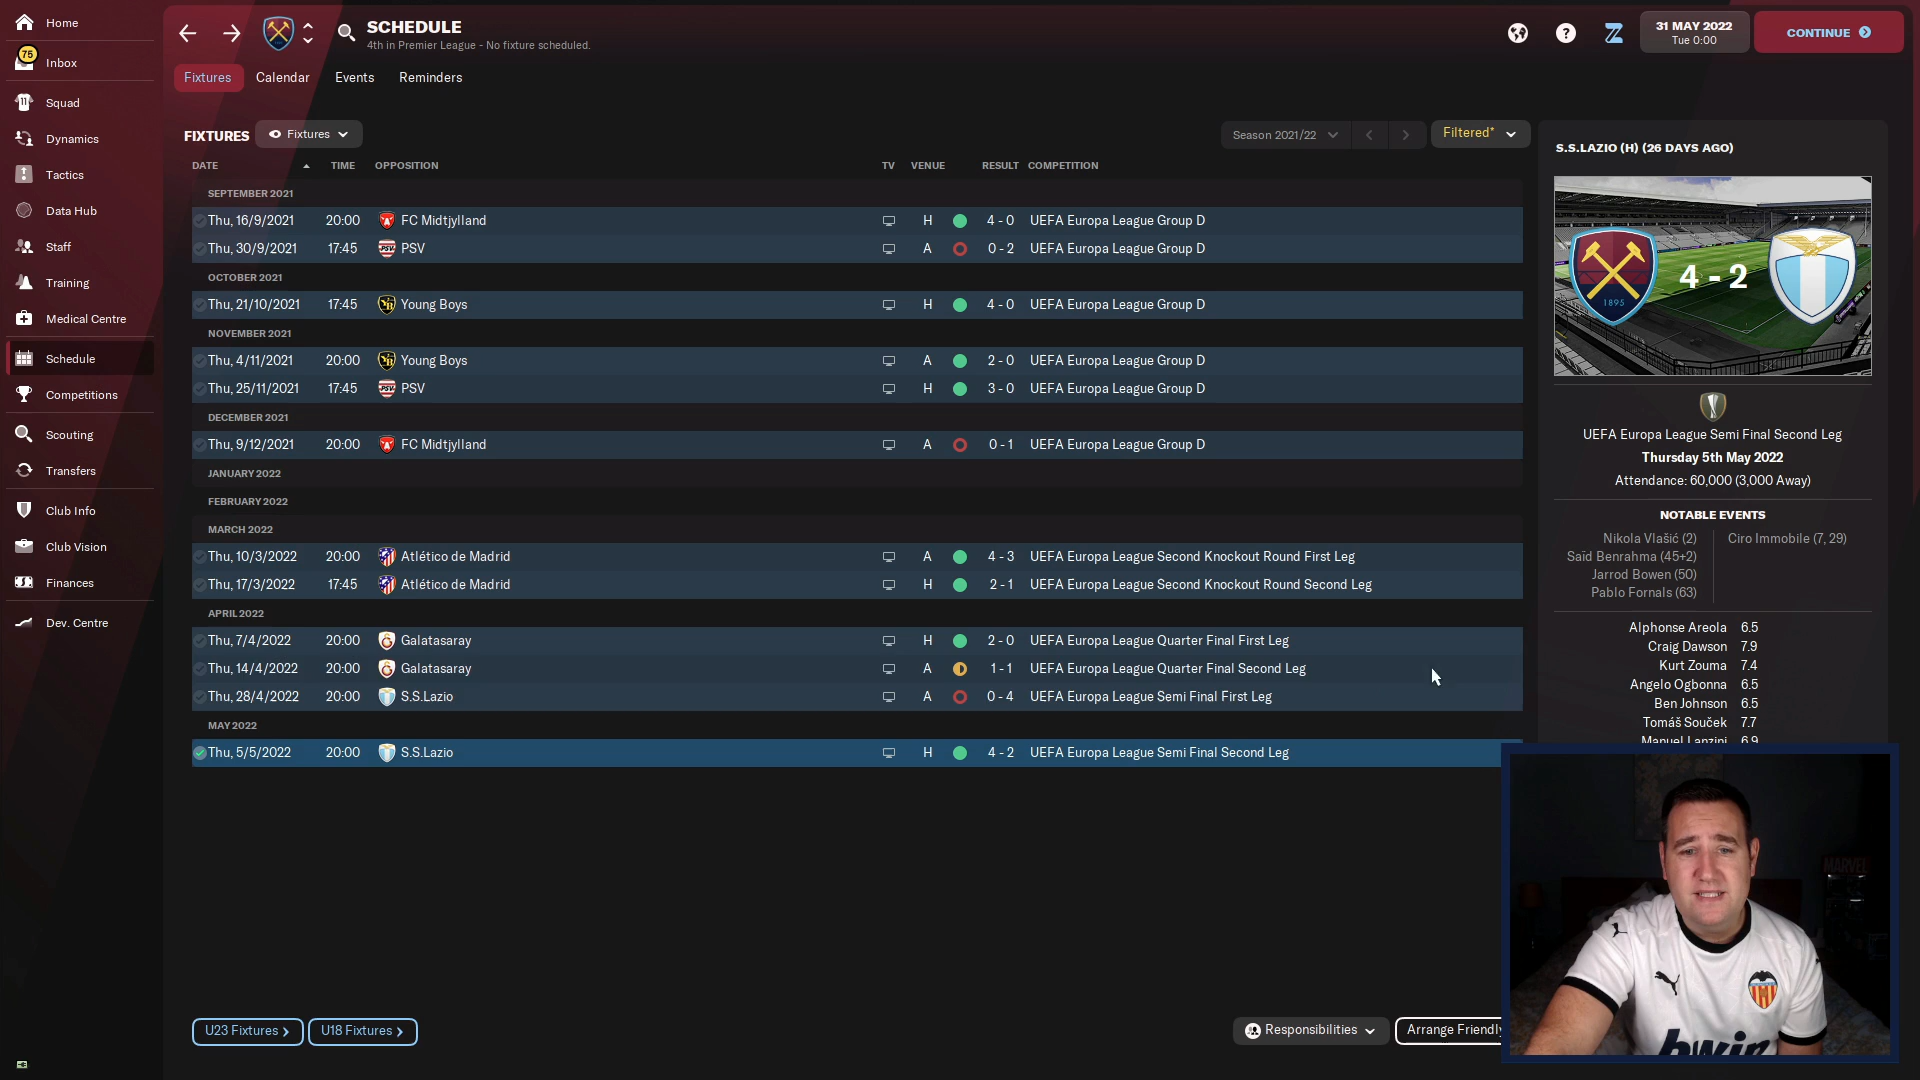 Home
75
Inbox
Squad
Dynamics
Tactics
Data Hub
Staff
Training
Medical Centre
Schedule
Competitions
Scouting
Transfers
Club Info
Club Vision
Finances
Dev. Centre
SCHEDULE
4th in Premier League - No fixture scheduled.
31 MAY 2022
Tue 0:00
CONTINUE
Fixtures Calendar Events Reminders
FIXTURES Fixtures
Season 2021/22 Filtered*
DATE TIME OPPOSITION TV VENUE RESULT COMPETITION
SEPTEMBER 2021
Thu, 16/9/2021 20:00 FC Midtjylland H 4 - 0 UEFA Europa League Group D
Thu, 30/9/2021 17:45 PSV A 0 - 2 UEFA Europa League Group D
OCTOBER 2021
Thu, 21/10/2021 17:45 Young Boys H 4 - 0 UEFA Europa League Group D
NOVEMBER 2021
Thu, 4/11/2021 20:00 Young Boys A 2 - 0 UEFA Europa League Group D
Thu, 25/11/2021 17:45 PSV H 3 - 0 UEFA Europa League Group D
DECEMBER 2021
Thu, 9/12/2021 20:00 FC Midtjylland A 0 - 1 UEFA Europa League Group D
JANUARY 2022
FEBRUARY 2022
MARCH 2022
Thu, 10/3/2022 20:00 Atlético de Madrid A 4 - 3 UEFA Europa League Second Knockout Round First Leg
Thu, 17/3/2022 17:45 Atlético de Madrid H 2 - 1 UEFA Europa League Second Knockout Round Second Leg
APRIL 2022
Thu, 7/4/2022 20:00 Galatasaray H 2 - 0 UEFA Europa League Quarter Final First Leg
Thu, 14/4/2022 20:00 Galatasaray A 1 - 1 UEFA Europa League Quarter Final Second Leg
Thu, 28/4/2022 20:00 S.S.Lazio A 0 - 4 UEFA Europa League Semi Final First Leg
MAY 2022
Thu, 5/5/2022 20:00 S.S.Lazio H 4 - 2 UEFA Europa League Semi Final Second Leg
U23 Fixtures U18 Fixtures
Responsibilities Arrange Friendly
S.S.LAZIO (H) (26 DAYS AGO)
4 - 2
1895
UEFA Europa League Semi Final Second Leg
Thursday 5th May 2022
Attendance: 60,000 (3,000 Away)
NOTABLE EVENTS
Nikola Vlašić (2) Ciro Immobile (7, 29)
Saïd Benrahma (45+2)
Jarrod Bowen (50)
Pablo Fornals (63)
Alphonse Areola 6.5
Craig Dawson 7.9
Kurt Zouma 7.4
Angelo Ogbonna 6.5
Ben Johnson 6.5
Tomáš Souček 7.7
Manuel Lanzini 6.9
MARVEL
bwin